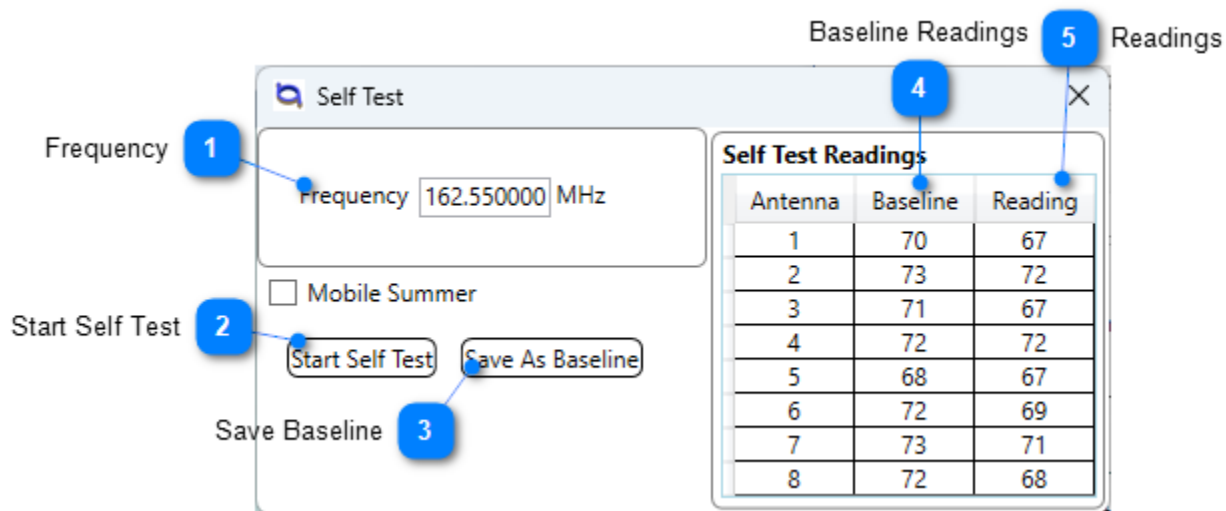 Baseline Readings 5 Readings
Self Test 4
Frequency 1
Frequency 162.550000 MHz
Mobile Summer
Start Self Test 2
Start Self Test Save As Baseline
Save Baseline 3
Self Test Readings
Antenna Baseline Reading
1 70 67
2 73 72
3 71 67
4 72 72
5 68 67
6 72 69
7 73 71
8 72 68